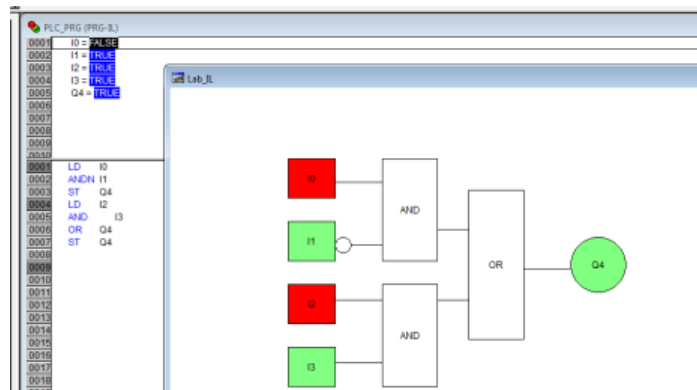 PLC_PRG (PRG-IL)
0001 I0 = FALSE
0002 I1 = TRUE
0003 I2 = TRUE
0004 I3 = TRUE
0005 Q4 = TRUE
0006
0007
0008
0009
0010
0001 LD I0
0002 ANDN I1
0003 ST Q4
0004 LD I2
0005 AND I3
0006 OR Q4
0007 ST Q4
0008
0009
0010
0011
0012
0013
0014
0015
0016
0017
0018
Lab_IL
I0
I1
AND
I2
I3
AND
OR
Q4